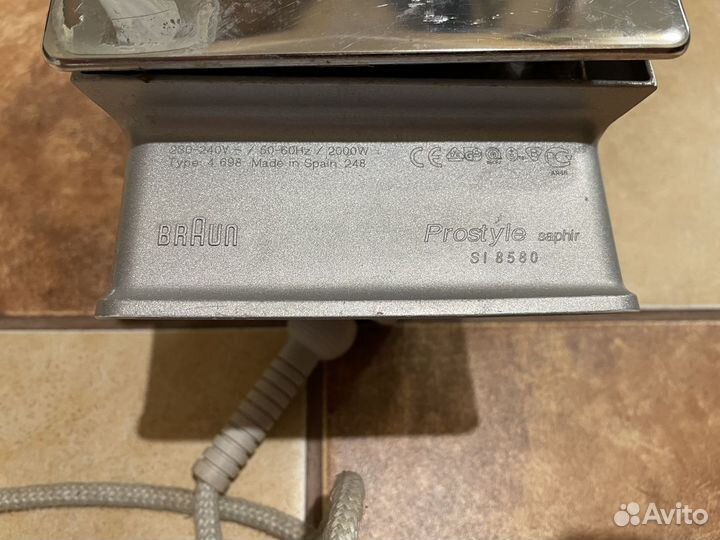 230-240V ~ / 50-60Hz / 2000W
Type: 4 698 Made in Spain 248
CE
BRAUN
Prostyle saphir
SI 8580
Avito